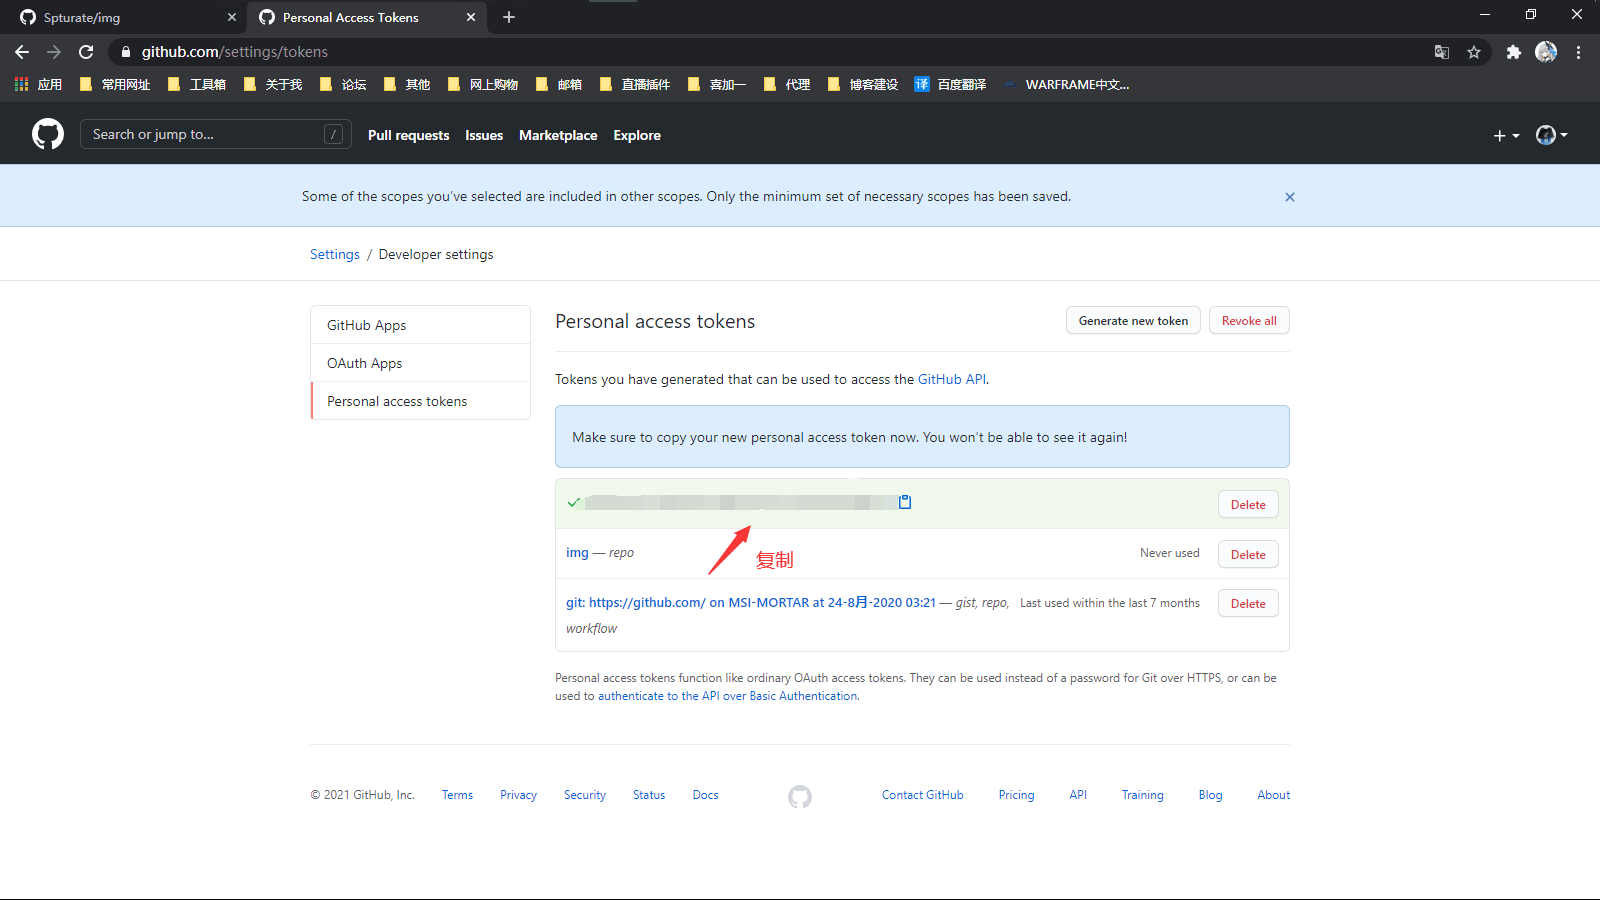 Spturate/img
Personal Access Tokens
github.com/settings/tokens
应用 常用网址 工具箱 关于我 论坛 其他 网上购物 邮箱 直播插件 喜加一 代理 博客建设 译 百度翻译 WARFRAME中文...
Search or jump to... /
Pull requests Issues Marketplace Explore
Some of the scopes you've selected are included in other scopes. Only the minimum set of necessary scopes has been saved.
Settings / Developer settings
GitHub Apps
OAuth Apps
Personal access tokens
Personal access tokens
Generate new token Revoke all
Tokens you have generated that can be used to access the GitHub API.
Make sure to copy your new personal access token now. You won't be able to see it again!
Delete
复制
img — repo Never used Delete
git: https://github.com/ on MSI-MORTAR at 24-8月-2020 03:21 — gist, repo, Last used within the last 7 months Delete
workflow
Personal access tokens function like ordinary OAuth access tokens. They can be used instead of a password for Git over HTTPS, or can be
used to authenticate to the API over Basic Authentication.
© 2021 GitHub, Inc. Terms Privacy Security Status Docs Contact GitHub Pricing API Training Blog About